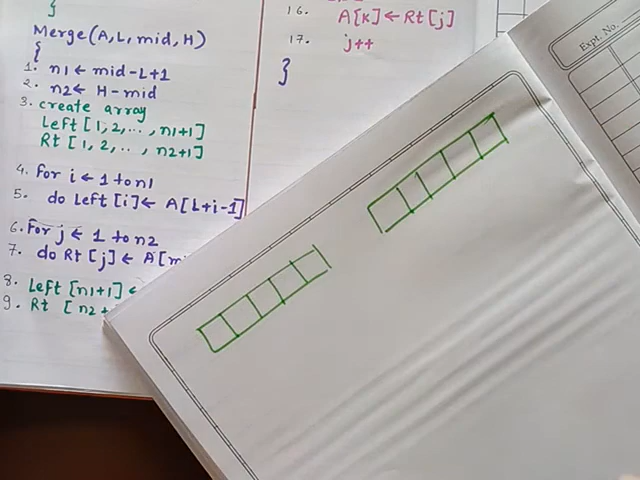 }
Merge(A,L,mid,H)
{
1. n1 ← mid-L+1
2. n2 ← H-mid
3. create array
Left [1,2,..,n1+1]
Rt [1,2,..,n2+1]
4. for i ← 1 to n1
5. do Left[i] ← A[L+i-1]
6. For j ← 1 to n2
7. do Rt[j] ← A[m
8. Left [n1+1] ←
9. Rt [n2+
16. A[K] ← Rt[j]
17. j++
}
Expt. No.